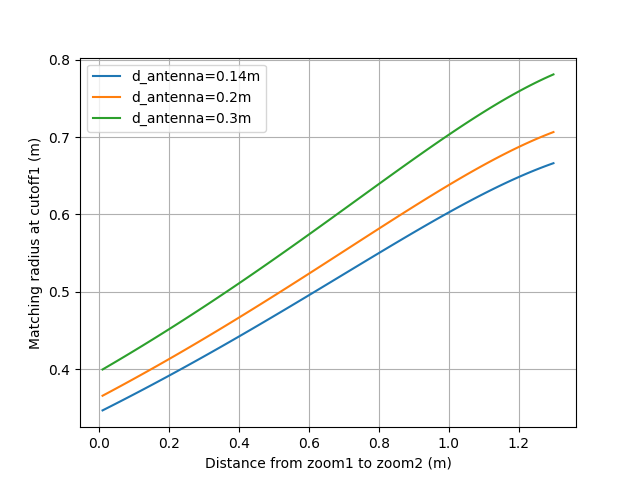 0.8
0.7
0.6
0.5
0.4
Matching radius at cutoff1 (m)
d_antenna=0.14m
d_antenna=0.2m
d_antenna=0.3m
0.0 0.2 0.4 0.6 0.8 1.0 1.2
Distance from zoom1 to zoom2 (m)